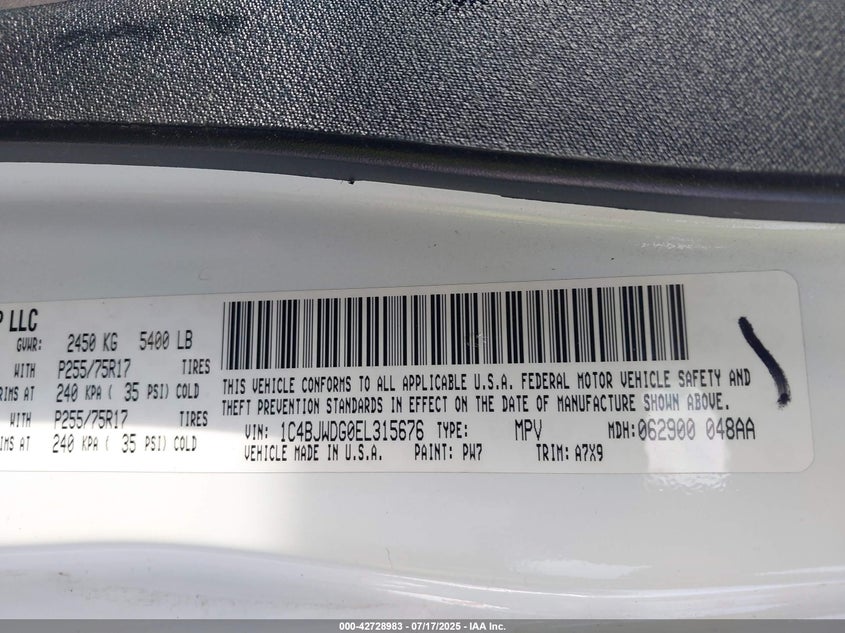 P LLC
GVWR: 2450 KG 5400 LB
WITH P255/75R17 TIRES
RIMS AT 240 KPA ( 35 PSI) COLD
WITH P255/75R17 TIRES
RIMS AT 240 KPA ( 35 PSI) COLD
THIS VEHICLE CONFORMS TO ALL APPLICABLE U.S.A. FEDERAL MOTOR VEHICLE SAFETY AND
THEFT PREVENTION STANDARDS IN EFFECT ON THE DATE OF MANUFACTURE SHOWN ABOVE.
VIN: 1C4BJWDG0EL315676 TYPE: MPV MDH:062900 048AA
VEHICLE MADE IN U.S.A. PAINT: PW7 TRIM: A7X9
000-42728983 - 07/17/2025 - IAA Inc.